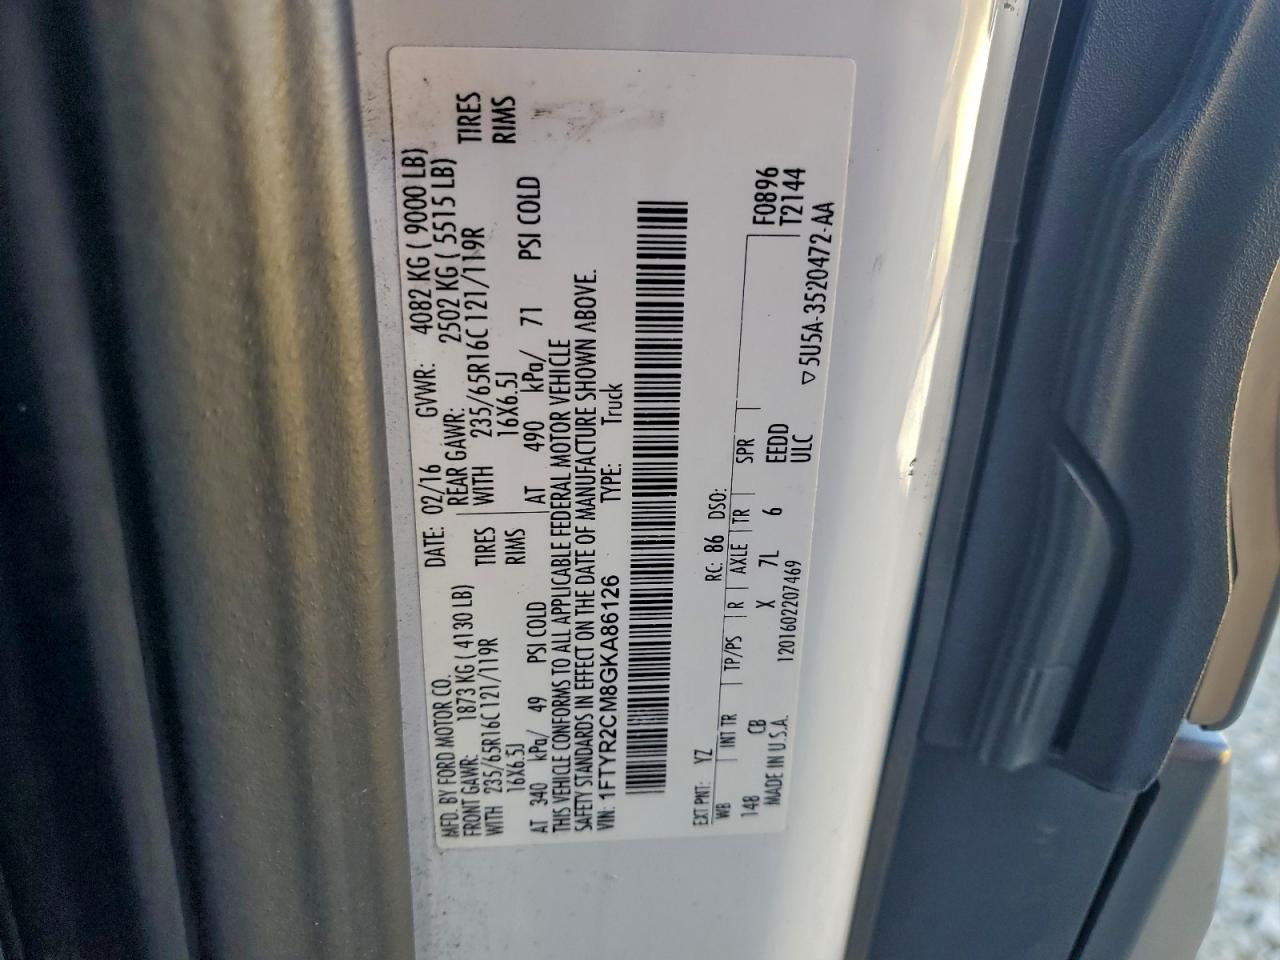 MFD. BY FORD MOTOR CO.
DATE: 02/16 GVWR: 4082 KG ( 9000 LB)
FRONT GAWR: 1873 KG ( 4130 LB)
REAR GAWR: 2502 KG ( 5515 LB)
WITH 235/65R16C 121/119R TIRES
WITH 235/65R16C 121/119R TIRES
16X6.5J RIMS
16X6.5J RIMS
AT 340 kPa/ 49 PSI COLD
AT 490 kPa/ 71 PSI COLD
THIS VEHICLE CONFORMS TO ALL APPLICABLE FEDERAL MOTOR VEHICLE
SAFETY STANDARDS IN EFFECT ON THE DATE OF MANUFACTURE SHOWN ABOVE.
VIN: 1FTYR2CM8GKA86126 TYPE: Truck
EXT PNT: YZ RC: 86 DSO:
WB INT TR TP/PS R AXLE TR SPR F0896
148 CB X 7L 6 EEDD T2144
MADE IN U.S.A. 1201602207469 ULC ▽5U5A-3520472-AA